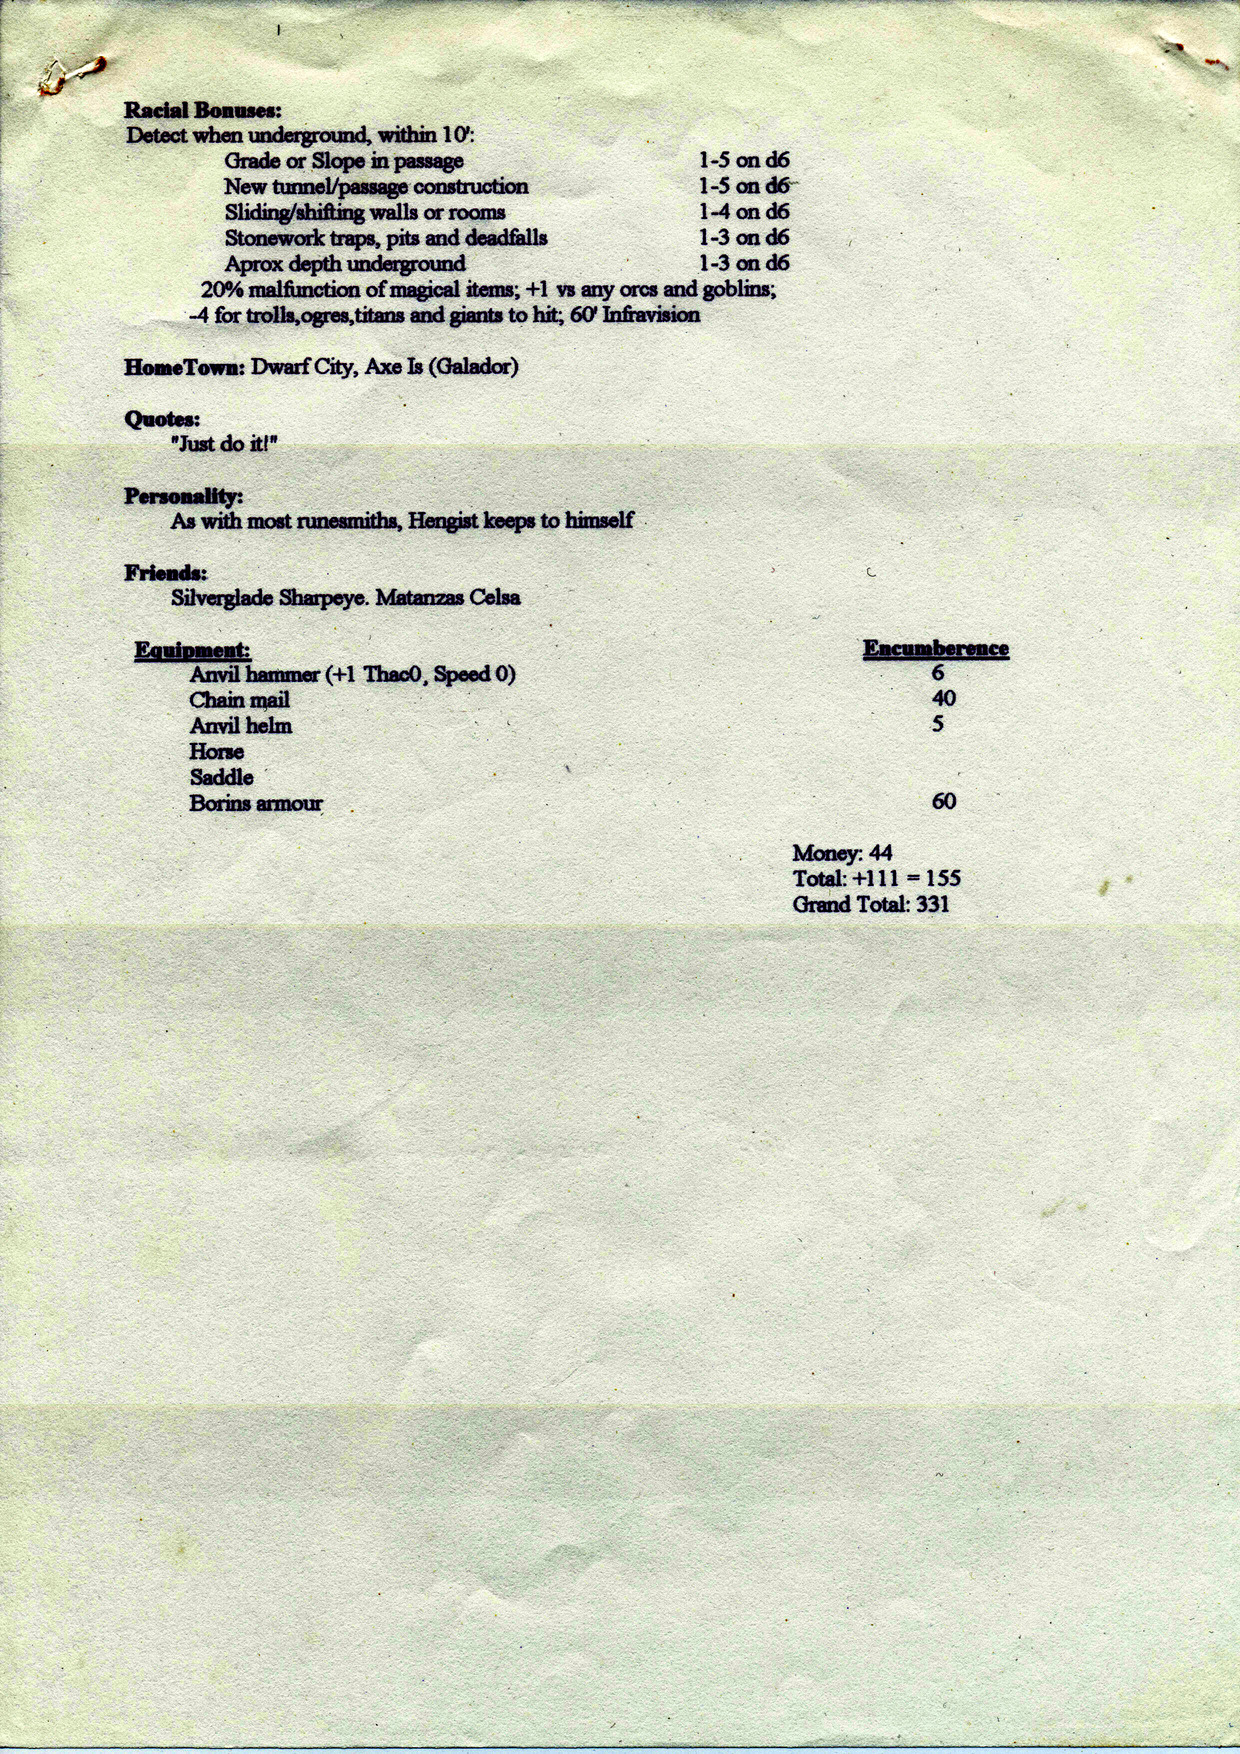 Racial Bonuses:
Detect when underground, within 10':
Grade or Slope in passage 1-5 on d6
New tunnel/passage construction 1-5 on d6
Sliding/shifting walls or rooms 1-4 on d6
Stonework traps, pits and deadfalls 1-3 on d6
Aprox depth underground 1-3 on d6
20% malfunction of magical items; +1 vs any orcs and goblins;
-4 for trolls,ogres,titans and giants to hit; 60' Infravision
HomeTown: Dwarf City, Axe Is (Galador)
Quotes:
"Just do it!"
Personality:
As with most runesmiths, Hengist keeps to himself
Friends:
Silverglade Sharpeye. Matanzas Celsa
Equipment: Encumberence
Anvil hammer (+1 Thac0, Speed 0) 6
Chain mail 40
Anvil helm 5
Horse
Saddle
Borins armour 60
Money: 44
Total: +111 = 155
Grand Total: 331